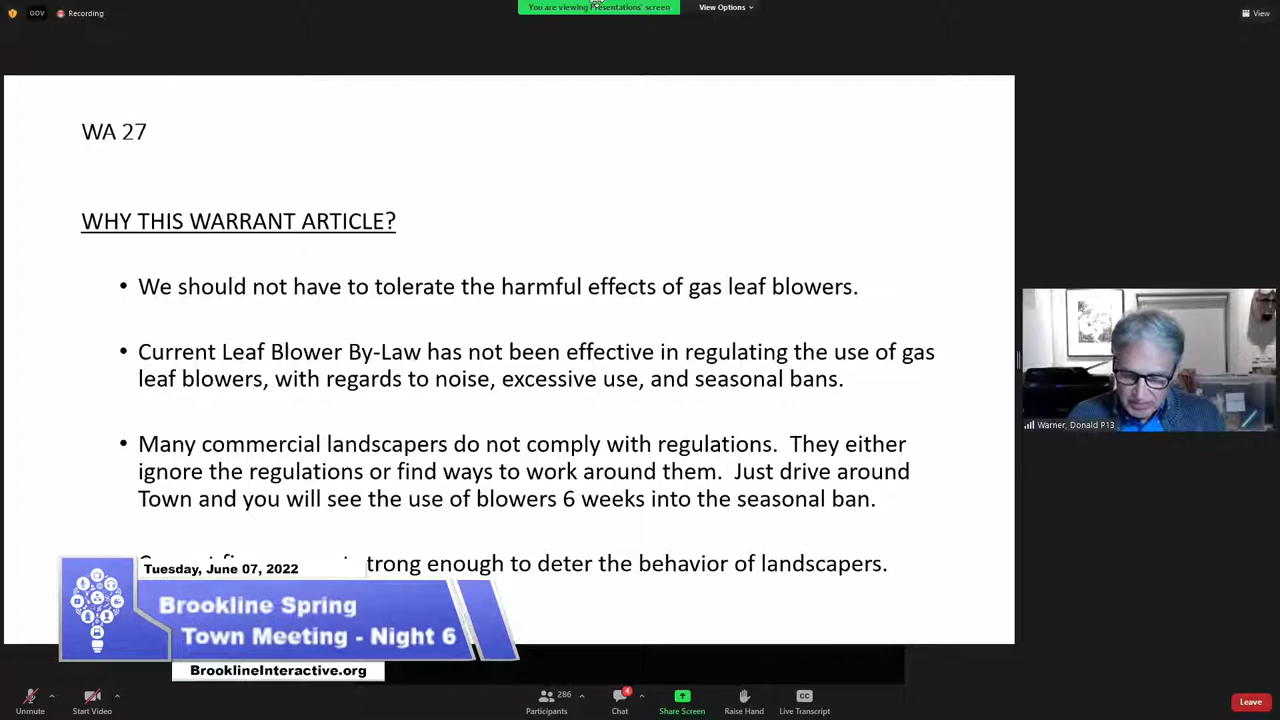 GOV
Recording
You are viewing Presentations' screen
View Options
View
WA 27
WHY THIS WARRANT ARTICLE?
• We should not have to tolerate the harmful effects of gas leaf blowers.
• Current Leaf Blower By-Law has not been effective in regulating the use of gas
leaf blowers, with regards to noise, excessive use, and seasonal bans.
• Many commercial landscapers do not comply with regulations. They either
ignore the regulations or find ways to work around them. Just drive around
Town and you will see the use of blowers 6 weeks into the seasonal ban.
enough to deter the behavior of landscapers.
Warner, Donald P13
Tuesday, June 07, 2022
Brookline Spring
Town Meeting - Night 6
BrooklineInteractive.org
Unmute
Start Video
286
Participants
4
Chat
Share Screen
Raise Hand
CC
Live Transcript
Leave